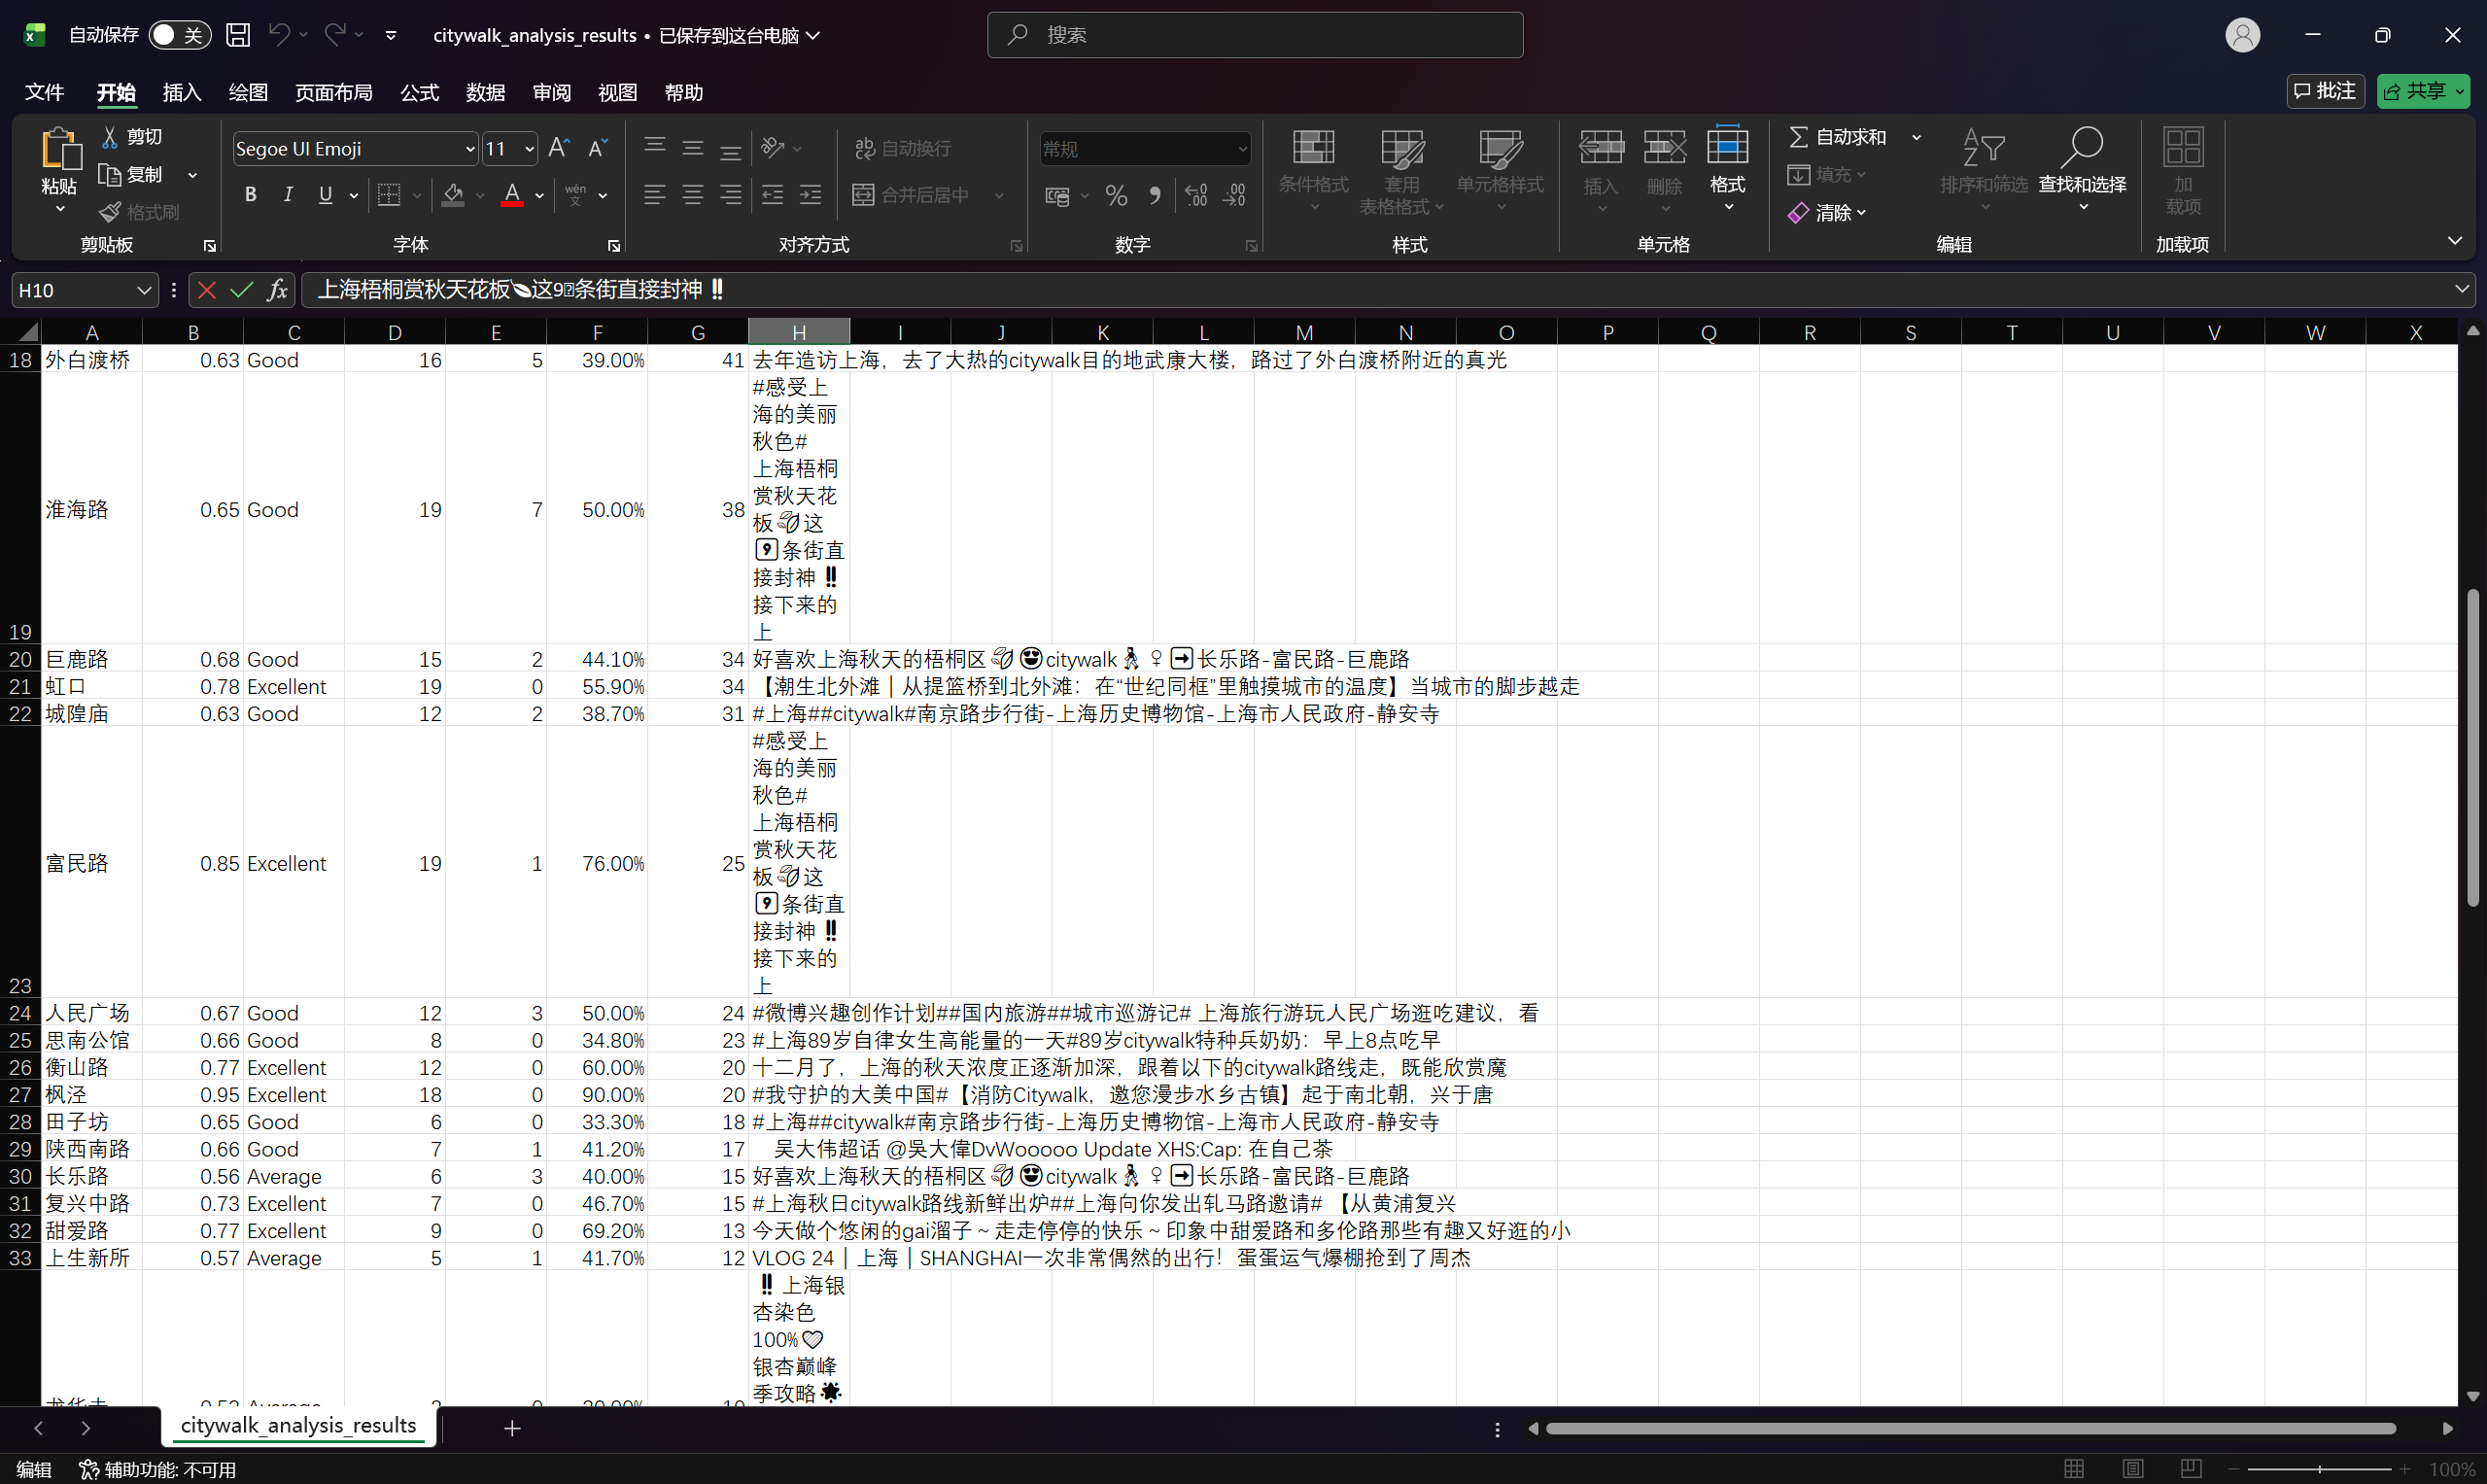 自动保存 关 citywalk_analysis_results • 已保存到这台电脑 搜索
文件 开始 插入 绘图 页面布局 公式 数据 审阅 视图 帮助 批注 共享
粘贴 剪切 复制 格式刷 剪贴板
Segoe UI Emoji 11 B I U wén 文 字体
自动换行 合并后居中 对齐方式
常规 % 数字
条件格式 套用 表格格式 单元格样式 样式
插入 删除 格式 单元格
自动求和 填充 清除 排序和筛选 查找和选择 编辑
加 载项 加载项
H10 fx 上海梧桐赏秋天花板🍂这9条街直接封神‼
A B C D E F G H I J K L M N O P Q R S T U V W X
18 外白渡桥 0.63 Good 16 5 39.00% 41 去年造访上海，去了大热的citywalk目的地武康大楼，路过了外白渡桥附近的真光
#感受上
海的美丽
秋色#
上海梧桐
赏秋天花
板🍂这
9️⃣条街直
接封神‼
接下来的
上
19 淮海路 0.65 Good 19 7 50.00% 38
20 巨鹿路 0.68 Good 15 2 44.10% 34 好喜欢上海秋天的梧桐区🍂😍citywalk🚶♀➡长乐路-富民路-巨鹿路
21 虹口 0.78 Excellent 19 0 55.90% 34 【潮生北外滩｜从提篮桥到北外滩：在“世纪同框”里触摸城市的温度】当城市的脚步越走
22 城隍庙 0.63 Good 12 2 38.70% 31 #上海##citywalk#南京路步行街-上海历史博物馆-上海市人民政府-静安寺
#感受上
海的美丽
秋色#
上海梧桐
赏秋天花
板🍂这
9️⃣条街直
接封神‼
接下来的
上
23 富民路 0.85 Excellent 19 1 76.00% 25
24 人民广场 0.67 Good 12 3 50.00% 24 #微博兴趣创作计划##国内旅游##城市巡游记# 上海旅行游玩人民广场逛吃建议，看
25 思南公馆 0.66 Good 8 0 34.80% 23 #上海89岁自律女生高能量的一天#89岁citywalk特种兵奶奶：早上8点吃早
26 衡山路 0.77 Excellent 12 0 60.00% 20 十二月了，上海的秋天浓度正逐渐加深，跟着以下的citywalk路线走，既能欣赏魔
27 枫泾 0.95 Excellent 18 0 90.00% 20 #我守护的大美中国#【消防Citywalk，邀您漫步水乡古镇】起于南北朝，兴于唐
28 田子坊 0.65 Good 6 0 33.30% 18 #上海##citywalk#南京路步行街-上海历史博物馆-上海市人民政府-静安寺
29 陕西南路 0.66 Good 7 1 41.20% 17 吴大伟超话 @吳大偉DvWooooo Update XHS:Cap: 在自己茶
30 长乐路 0.56 Average 6 3 40.00% 15 好喜欢上海秋天的梧桐区🍂😍citywalk🚶♀➡长乐路-富民路-巨鹿路
31 复兴中路 0.73 Excellent 7 0 46.70% 15 #上海秋日citywalk路线新鲜出炉##上海向你发出轧马路邀请# 【从黄浦复兴
32 甜爱路 0.77 Excellent 9 0 69.20% 13 今天做个悠闲的gai溜子～走走停停的快乐～印象中甜爱路和多伦路那些有趣又好逛的小
33 上生新所 0.57 Average 5 1 41.70% 12 VLOG 24｜上海｜SHANGHAI一次非常偶然的出行！蛋蛋运气爆棚抢到了周杰
‼上海银
杏染色
100%💛
银杏巅峰
季攻略🌟
citywalk_analysis_results
编辑 辅助功能: 不可用 100%